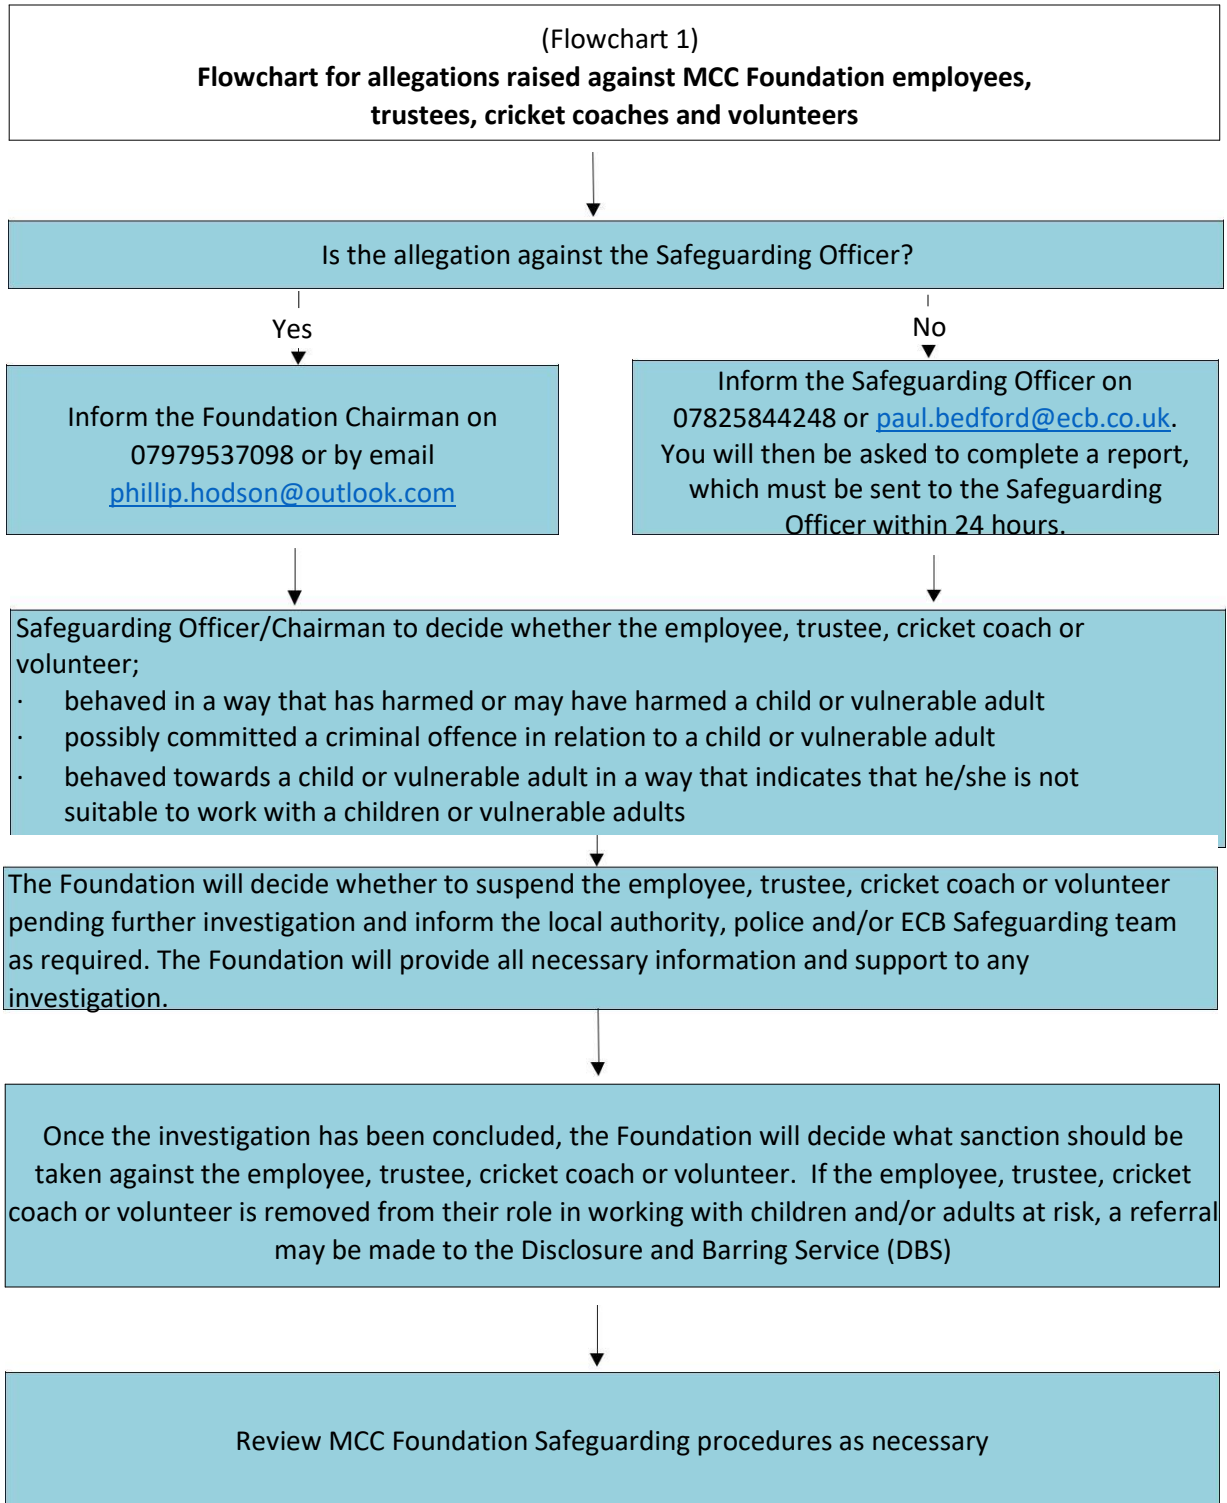 (Flowchart 1)
Flowchart for allegations raised against MCC Foundation employees,
trustees, cricket coaches and volunteers
Is the allegation against the Safeguarding Officer?
Yes
No
Inform the Foundation Chairman on
07979537098 or by email
phillip.hodson@outlook.com
Inform the Safeguarding Officer on
07825844248 or paul.bedford@ecb.co.uk.
You will then be asked to complete a report,
which must be sent to the Safeguarding
Officer within 24 hours.
Safeguarding Officer/Chairman to decide whether the employee, trustee, cricket coach or
volunteer;
· behaved in a way that has harmed or may have harmed a child or vulnerable adult
· possibly committed a criminal offence in relation to a child or vulnerable adult
· behaved towards a child or vulnerable adult in a way that indicates that he/she is not
suitable to work with a children or vulnerable adults
The Foundation will decide whether to suspend the employee, trustee, cricket coach or volunteer
pending further investigation and inform the local authority, police and/or ECB Safeguarding team
as required. The Foundation will provide all necessary information and support to any
investigation.
Once the investigation has been concluded, the Foundation will decide what sanction should be
taken against the employee, trustee, cricket coach or volunteer. If the employee, trustee, cricket
coach or volunteer is removed from their role in working with children and/or adults at risk, a referral
may be made to the Disclosure and Barring Service (DBS)
Review MCC Foundation Safeguarding procedures as necessary